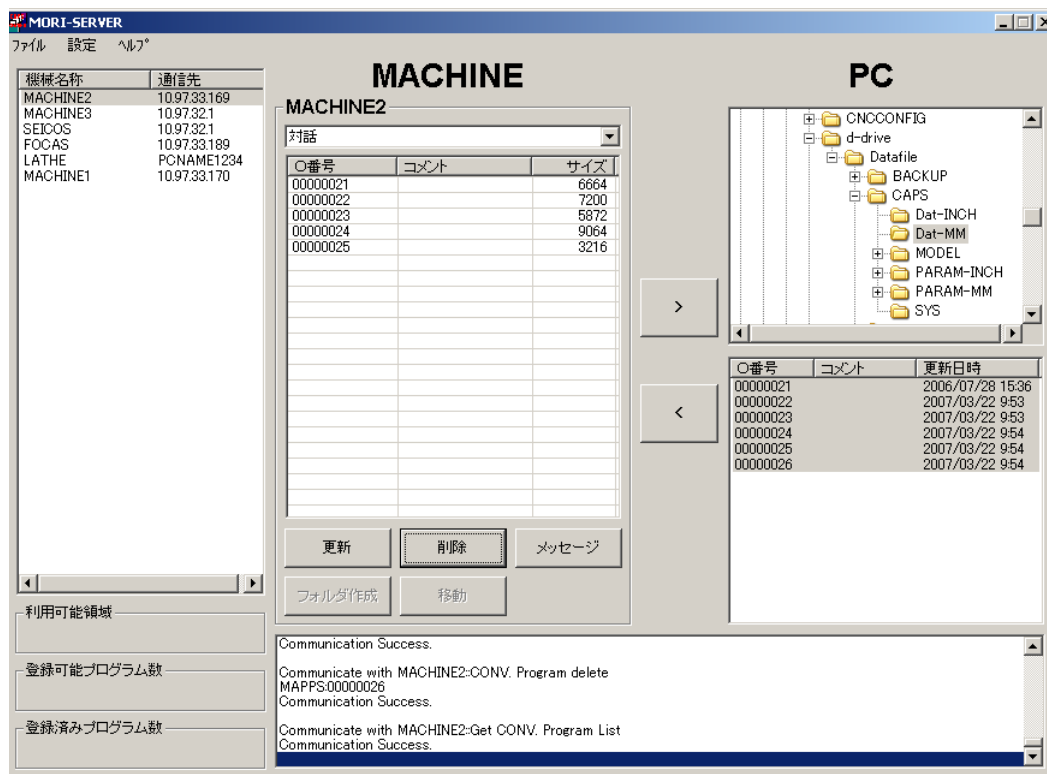 MORI-SERVER
ファイル 設定 ヘルプ
機械名称 通信先
MACHINE2 10.97.33.169
MACHINE3 10.97.32.1
SEICOS 10.97.32.1
FOCAS 10.97.33.189
LATHE PCNAME1234
MACHINE1 10.97.33.170
利用可能領域
登録可能プログラム数
登録済みプログラム数
MACHINE
MACHINE2
対話
O番号 コメント サイズ
00000021 6664
00000022 7200
00000023 5872
00000024 9064
00000025 3216
更新 削除 メッセージ
フォルダ作成 移動
>
<
PC
CNCCONFIG
d-drive
Datafile
BACKUP
CAPS
Dat-INCH
Dat-MM
MODEL
PARAM-INCH
PARAM-MM
SYS
O番号 コメント 更新日時
00000021 2006/07/28 15:36
00000022 2007/03/22 9:53
00000023 2007/03/22 9:53
00000024 2007/03/22 9:54
00000025 2007/03/22 9:54
00000026 2007/03/22 9:54
Communication Success.
Communicate with MACHINE2::CONV. Program delete
MAPPS:00000026
Communication Success.
Communicate with MACHINE2::Get CONV. Program List
Communication Success.